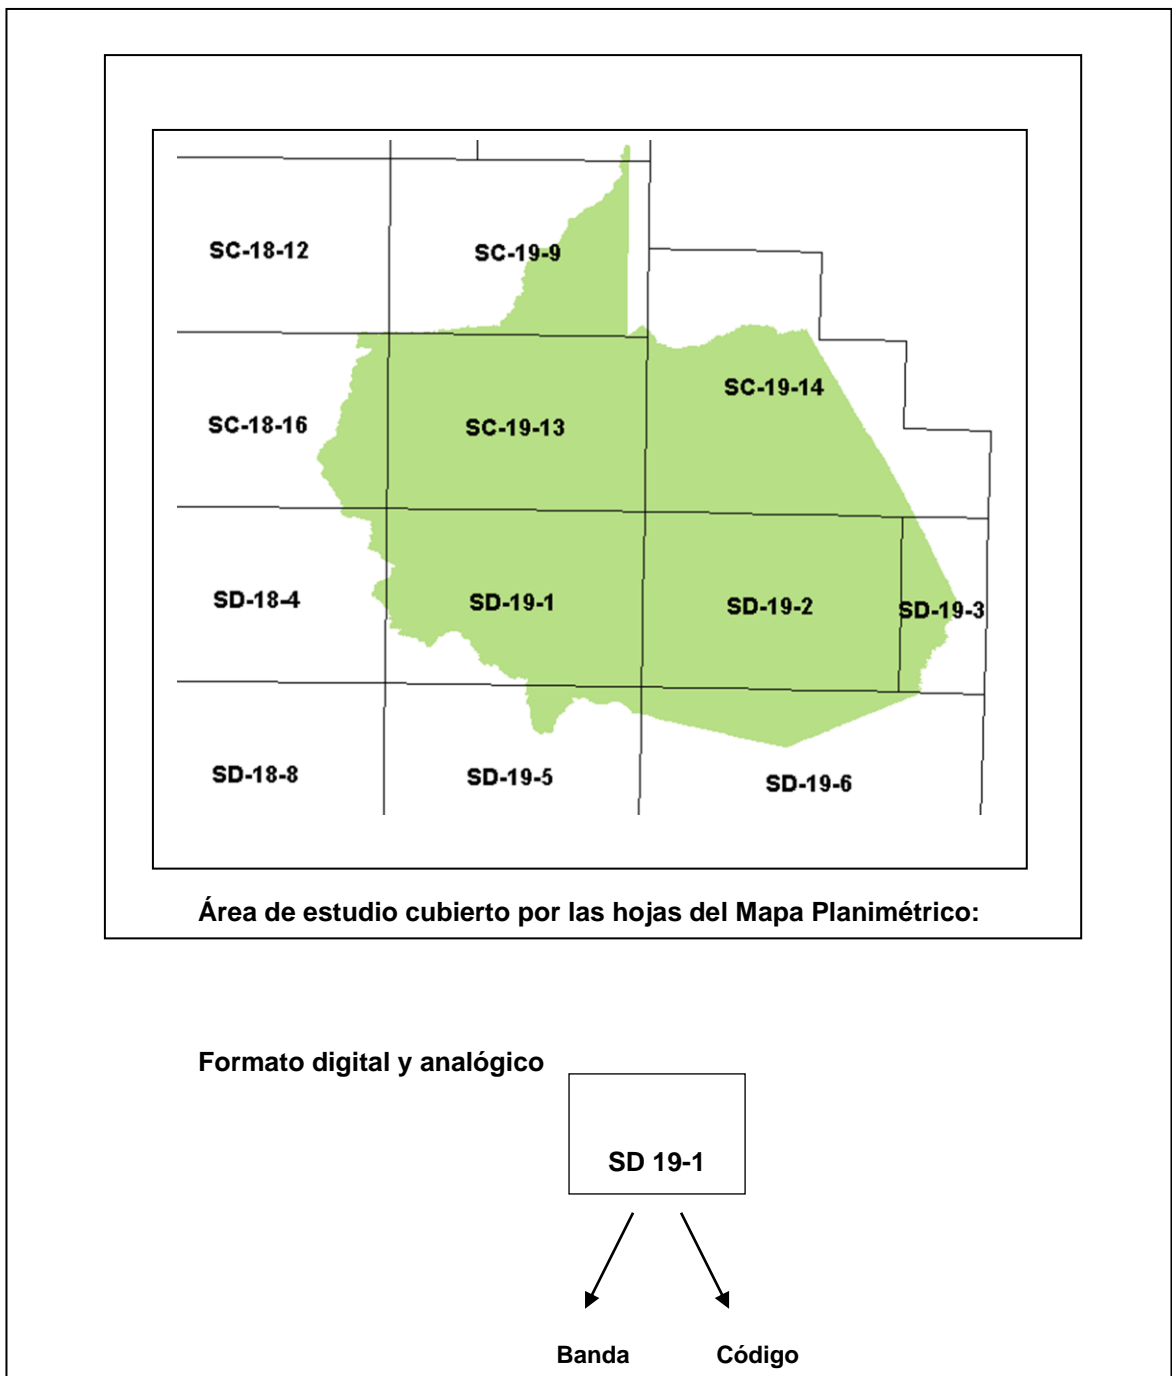 SC-18-12
SC-19-9
SC-19-14
SC-18-16
SC-19-13
SD-18-4
SD-19-1
SD-19-2
SD-19-3
SD-18-8
SD-19-5
SD-19-6
Área de estudio cubierto por las hojas del Mapa Planimétrico:
Formato digital y analógico
SD 19-1
Banda Código